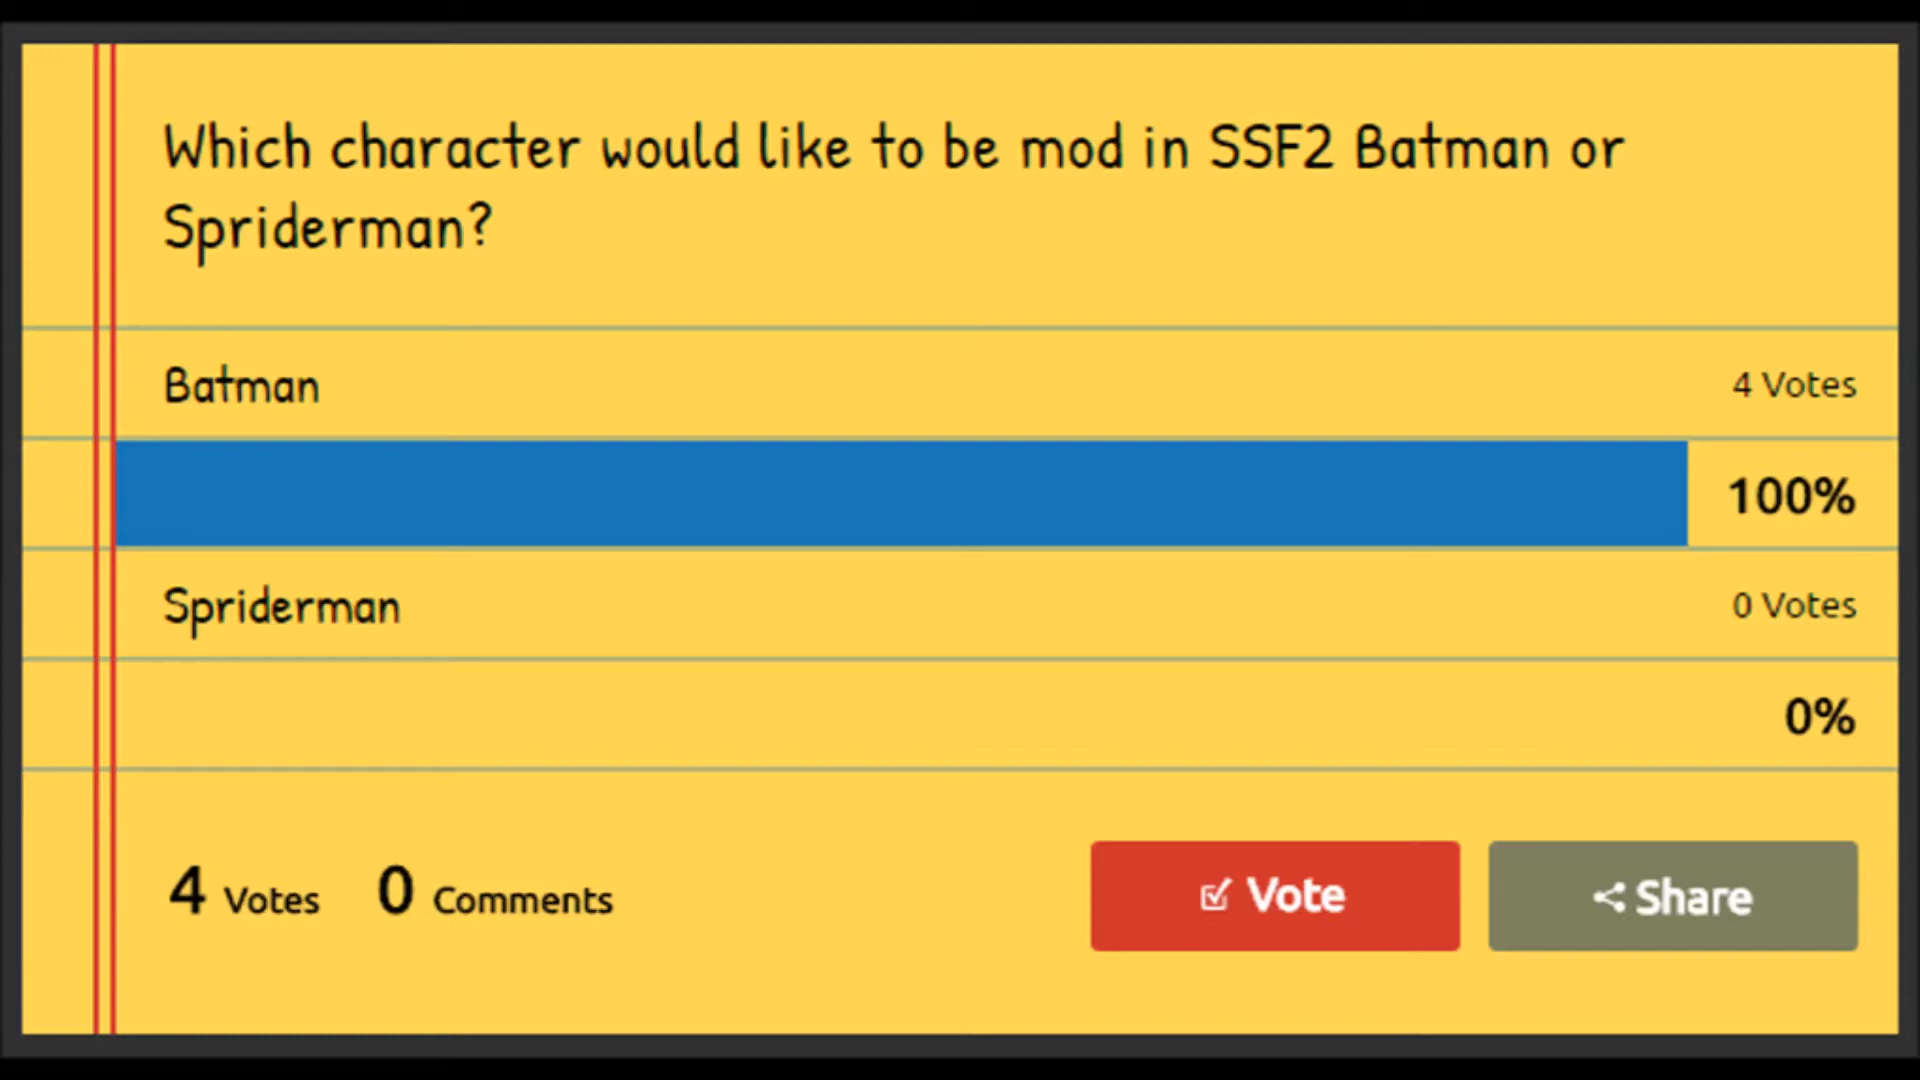 Which character would like to be mod in SSF2 Batman or
Spriderman?
Batman 4 Votes
100%
Spriderman 0 Votes
0%
4 Votes 0 Comments Vote Share